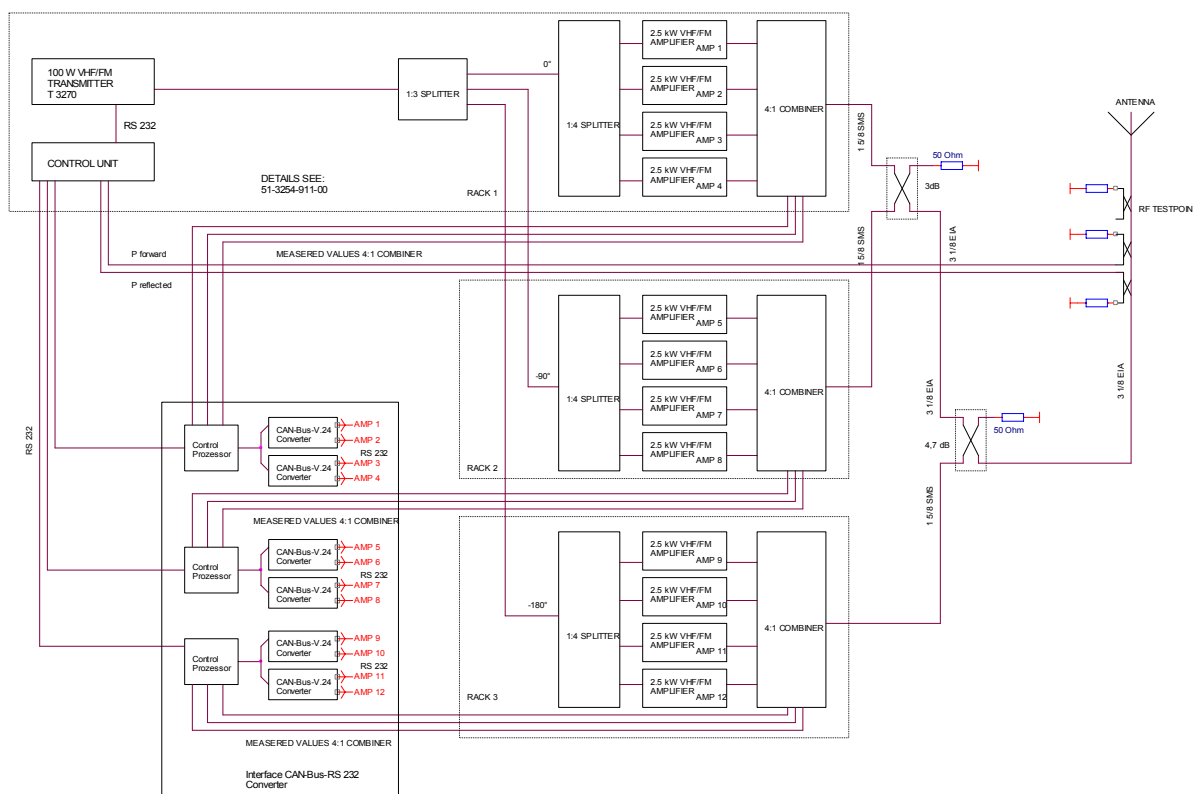 100 W VHF/FM
TRANSMITTER
T 3270
RS 232
CONTROL UNIT
DETAILS SEE:
51-3254-911-00
1:3 SPLITTER
0°
1:4 SPLITTER
2.5 kW VHF/FM
AMPLIFIER
AMP 1
2.5 kW VHF/FM
AMPLIFIER
AMP 2
2.5 kW VHF/FM
AMPLIFIER
AMP 3
2.5 kW VHF/FM
AMPLIFIER
AMP 4
4:1 COMBINER
RACK 1
1 5/8 SMS
50 Ohm
3dB
1 5/8 SMS
3 1/8 EIA
ANTENNA
RF TESTPOIN
P forward
MEASERED VALUES 4:1 COMBINER
P reflected
-90°
1:4 SPLITTER
2.5 kW VHF/FM
AMPLIFIER
AMP 5
2.5 kW VHF/FM
AMPLIFIER
AMP 6
2.5 kW VHF/FM
AMPLIFIER
AMP 7
2.5 kW VHF/FM
AMPLIFIER
AMP 8
4:1 COMBINER
RACK 2
3 1/8 EIA
3 1/8 EIA
50 Ohm
4,7 dB
1 5/8 SMS
RS 232
Control
Prozessor
CAN-Bus-V.24
Converter
AMP 1
AMP 2
RS 232
CAN-Bus-V.24
Converter
AMP 3
AMP 4
MEASERED VALUES 4:1 COMBINER
Control
Prozessor
CAN-Bus-V.24
Converter
AMP 5
AMP 6
RS 232
CAN-Bus-V.24
Converter
AMP 7
AMP 8
Control
Prozessor
CAN-Bus-V.24
Converter
AMP 9
AMP 10
RS 232
CAN-Bus-V.24
Converter
AMP 11
AMP 12
MEASERED VALUES 4:1 COMBINER
Interface CAN-Bus-RS 232
Converter
-180°
1:4 SPLITTER
2.5 kW VHF/FM
AMPLIFIER
AMP 9
2.5 kW VHF/FM
AMPLIFIER
AMP 10
2.5 kW VHF/FM
AMPLIFIER
AMP 11
2.5 kW VHF/FM
AMPLIFIER
AMP 12
4:1 COMBINER
RACK 3